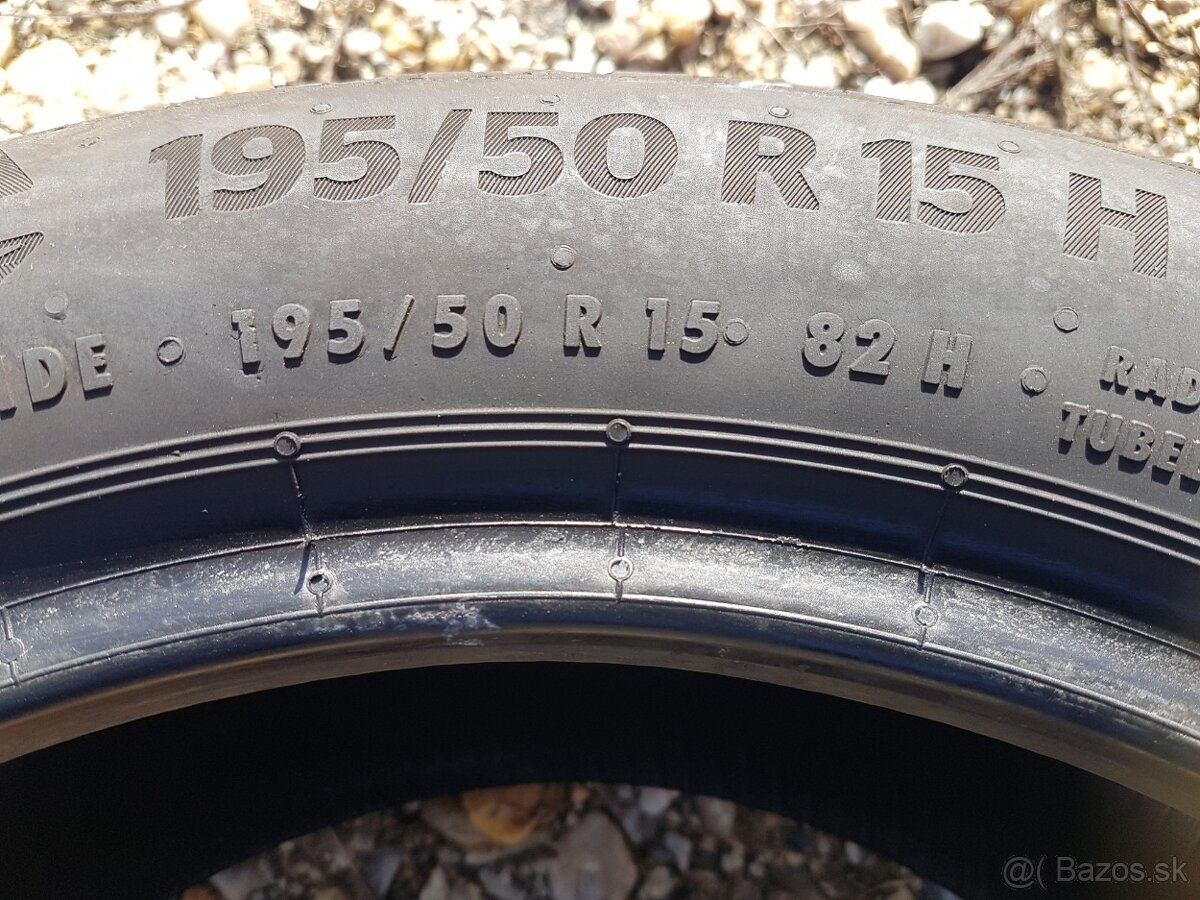 195/50 R 15 H
IDE • 195/50 R 15 • 82 H • RAD
TUBEL
@( Bazos.sk